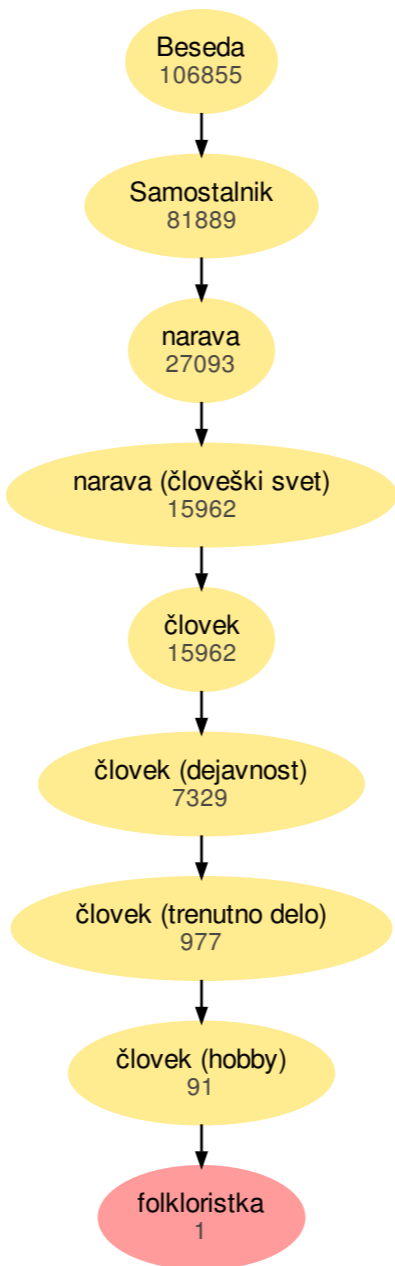 Beseda
106855
Samostalnik
81889
narava
27093
narava (človeški svet)
15962
človek
15962
človek (dejavnost)
7329
človek (trenutno delo)
977
človek (hobby)
91
folkloristka
1